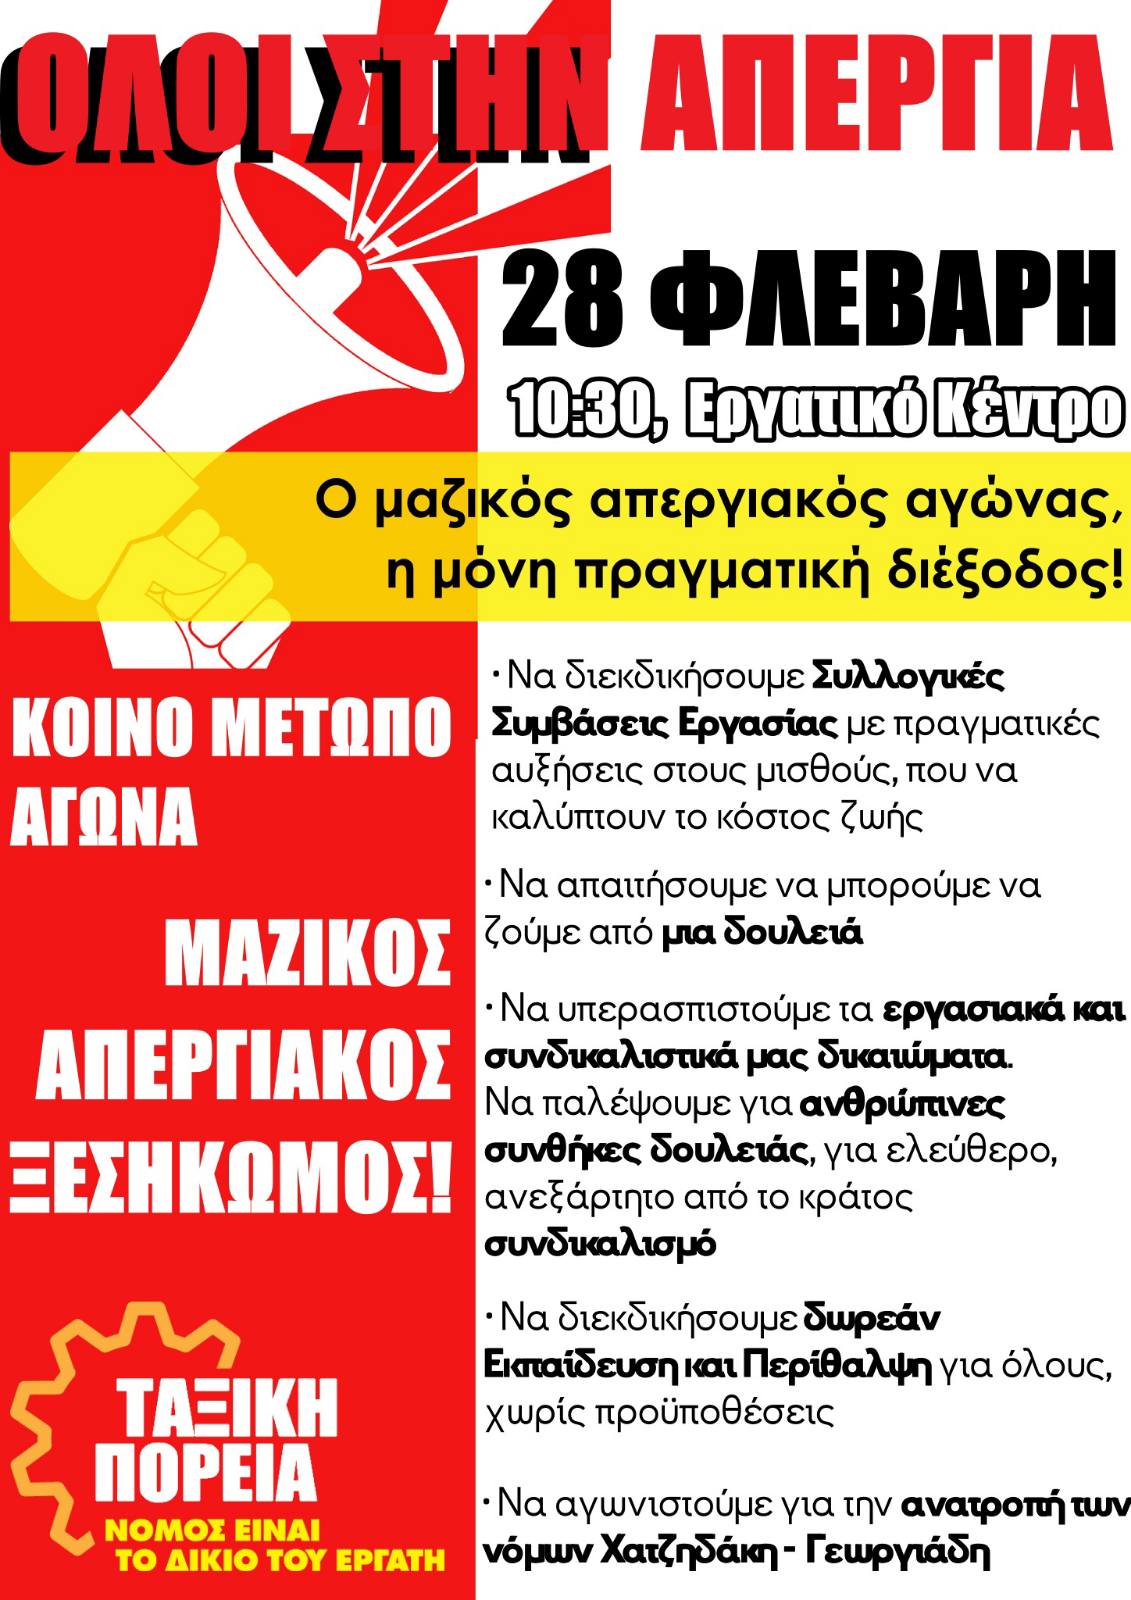 ΟΛΟΙ ΣΤΗΝ ΑΠΕΡΓΙΑ
28 ΦΛΕΒΑΡΗ
10:30, Εργατικό Κέντρο
Ο μαζικός απεργιακός αγώνας,
η μόνη πραγματική διέξοδος!
ΚΟΙΝΟ ΜΕΤΩΠΟ
ΑΓΩΝΑ
ΜΑΖΙΚΟΣ
ΑΠΕΡΓΙΑΚΟΣ
ΞΕΣΗΚΩΜΟΣ!
· Να διεκδικήσουμε Συλλογικές
Συμβάσεις Εργασίας με πραγματικές
αυξήσεις στους μισθούς, που να
καλύπτουν το κόστος ζωής
· Να απαιτήσουμε να μπορούμε να
ζούμε από μια δουλειά
· Να υπερασπιστούμε τα εργασιακά και
συνδικαλιστικά μας δικαιώματα.
Να παλέψουμε για ανθρώπινες
συνθήκες δουλειάς, για ελεύθερο,
ανεξάρτητο από το κράτος
συνδικαλισμό
· Να διεκδικήσουμε δωρεάν
Εκπαίδευση και Περίθαλψη για όλους,
χωρίς προϋποθέσεις
· Να αγωνιστούμε για την ανατροπή των
νόμων Χατζηδάκη - Γεωργιάδη
ΤΑΞΙΚΗ
ΠΟΡΕΙΑ
ΝΟΜΟΣ ΕΙΝΑΙ
ΤΟ ΔΙΚΙΟ ΤΟΥ ΕΡΓΑΤΗ